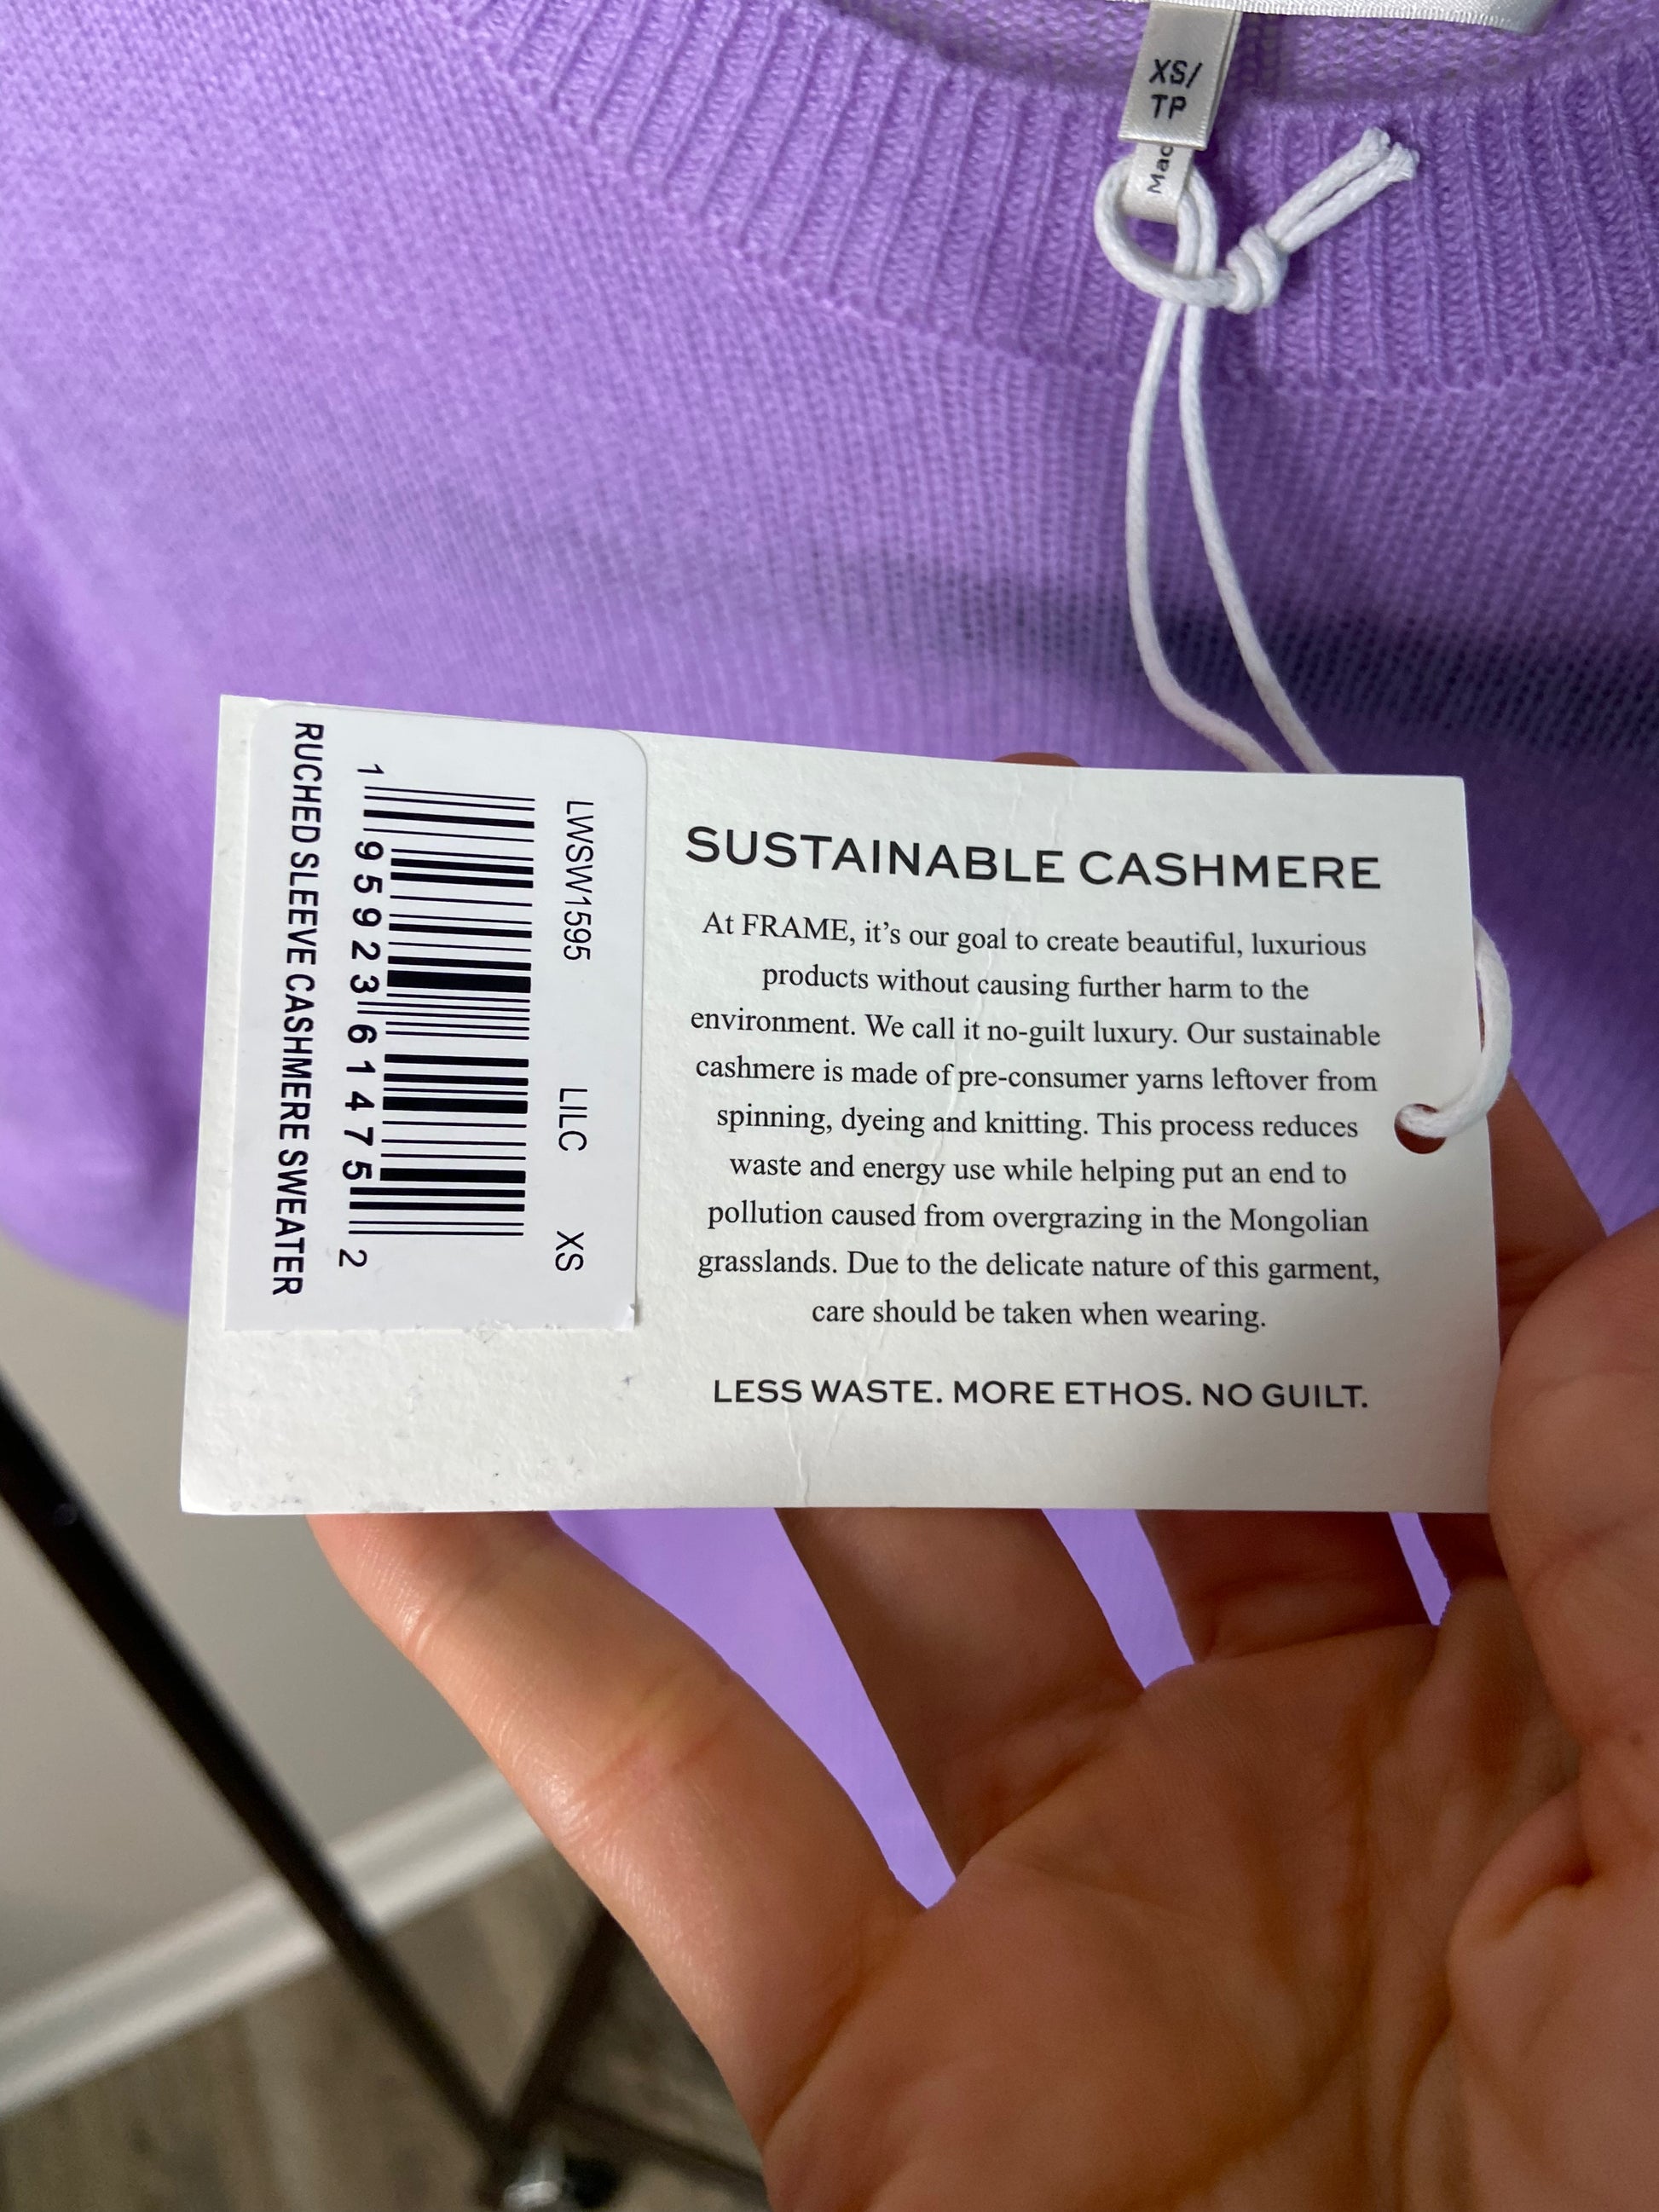 XS/
TP
SUSTAINABLE CASHMERE
At FRAME, it's our goal to create beautiful, luxurious
products without causing further harm to the
environment. We call it no-guilt luxury. Our sustainable
cashmere is made of pre-consumer yarns leftover from
spinning, dyeing and knitting. This process reduces
waste and energy use while helping put an end to
pollution caused from overgrazing in the Mongolian
grasslands. Due to the delicate nature of this garment,
care should be taken when wearing.
LESS WASTE. MORE ETHOS. NO GUILT.
LWSW1595 LILC XS
1 95923 61475 2
RUCHED SLEEVE CASHMERE SWEATER